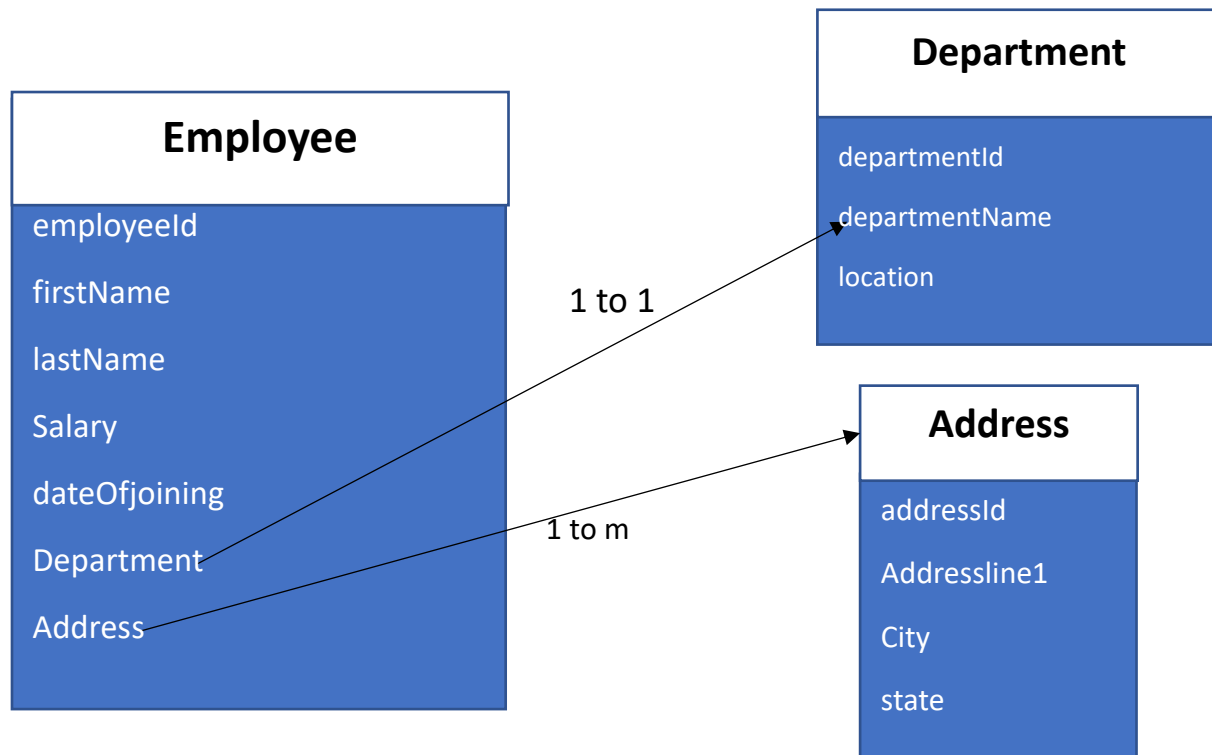 Employee
employeeId
firstName
lastName
Salary
dateOfjoining
Department
Address
1 to 1
1 to m
Department
departmentId
departmentName
location
Address
addressId
Addressline1
City
state